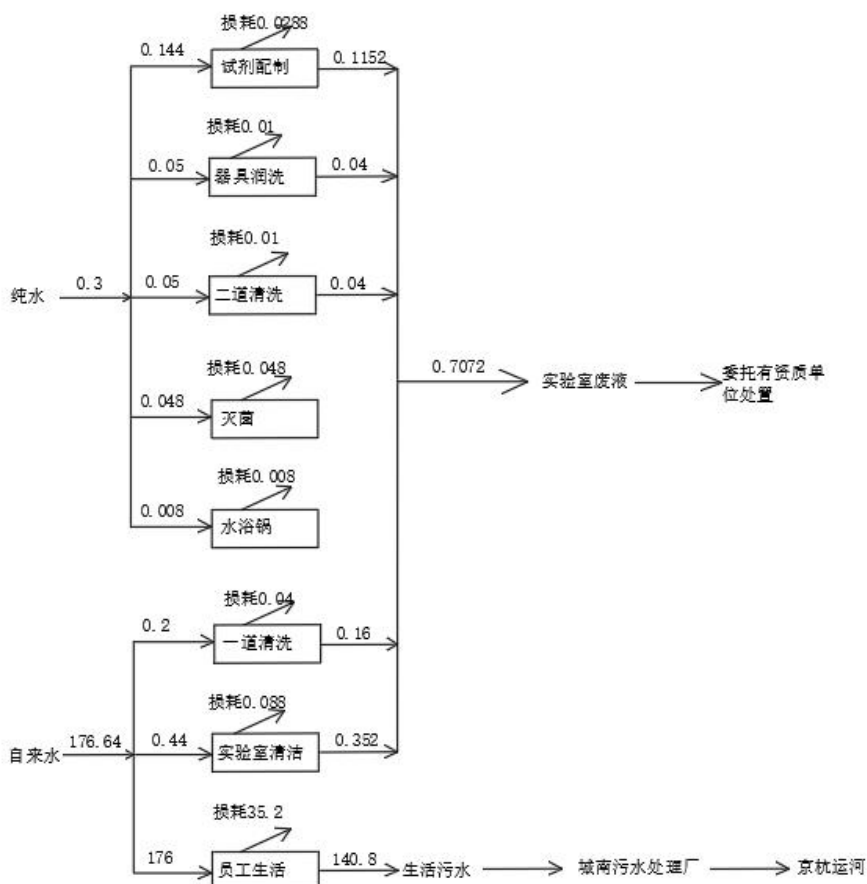 损耗0.0288
0.144
试剂配制
0.1152
损耗0.01
0.05
器具润洗
0.04
损耗0.01
纯水
0.3
0.05
二道清洗
0.04
0.7072
实验室废液
委托有资质单
位处置
损耗0.048
0.048
灭菌
损耗0.008
0.008
水浴锅
损耗0.04
0.2
一道清洗
0.16
损耗0.088
自来水
176.64
0.44
实验室清洁
0.352
损耗35.2
176
员工生活
140.8
生活污水
城南污水处理厂
京杭运河